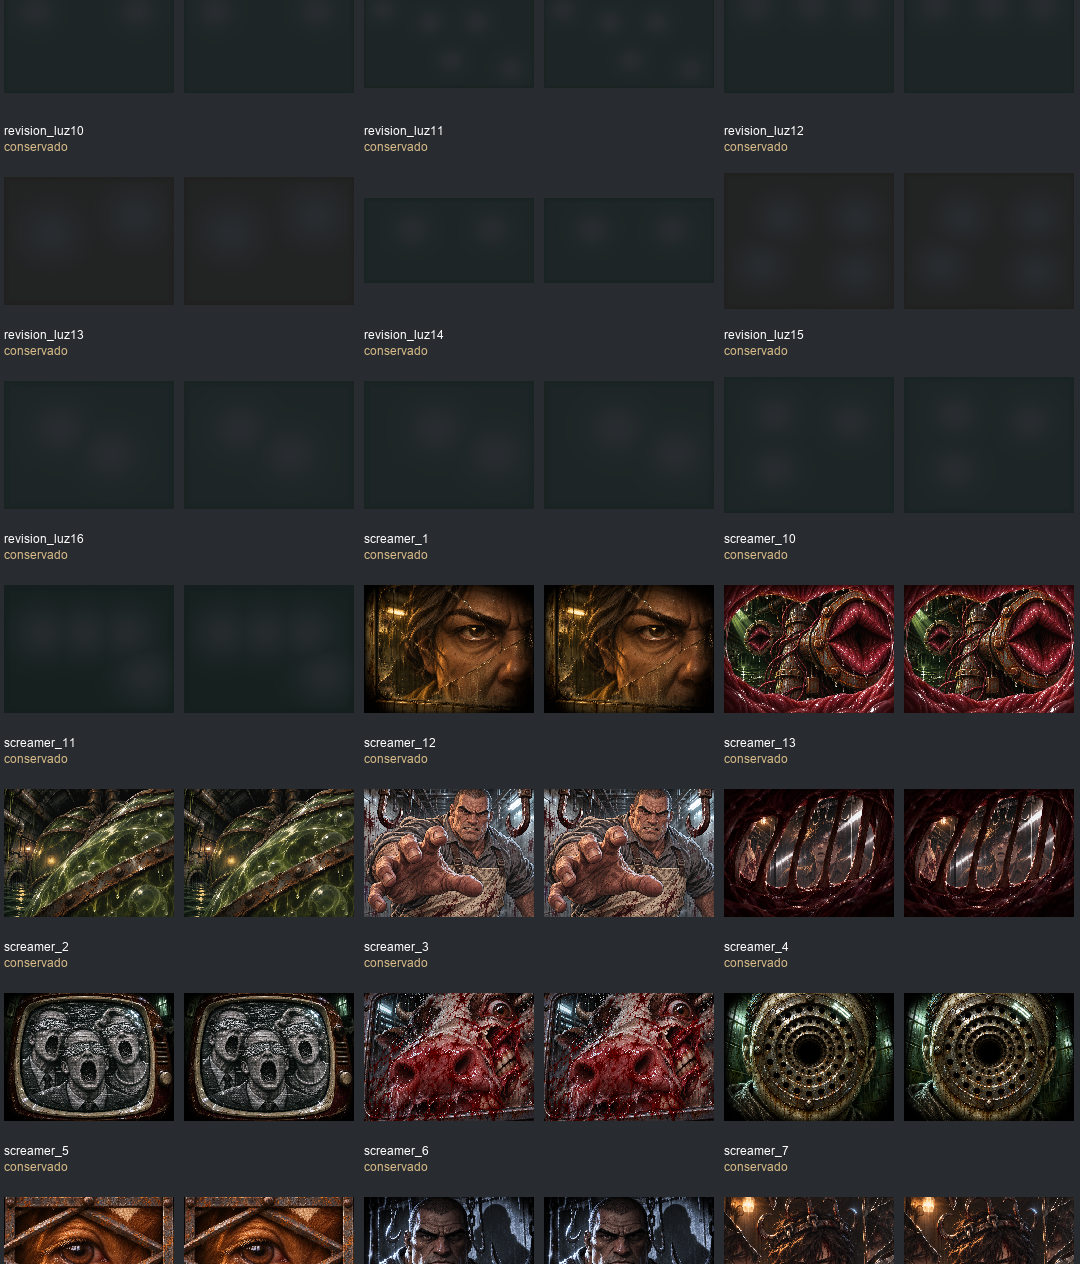 revision_luz10
conservado
revision_luz11
conservado
revision_luz12
conservado
revision_luz13
conservado
revision_luz14
conservado
revision_luz15
conservado
revision_luz16
conservado
screamer_1
conservado
screamer_10
conservado
screamer_11
conservado
screamer_12
conservado
screamer_13
conservado
screamer_2
conservado
screamer_3
conservado
screamer_4
conservado
screamer_5
conservado
screamer_6
conservado
screamer_7
conservado